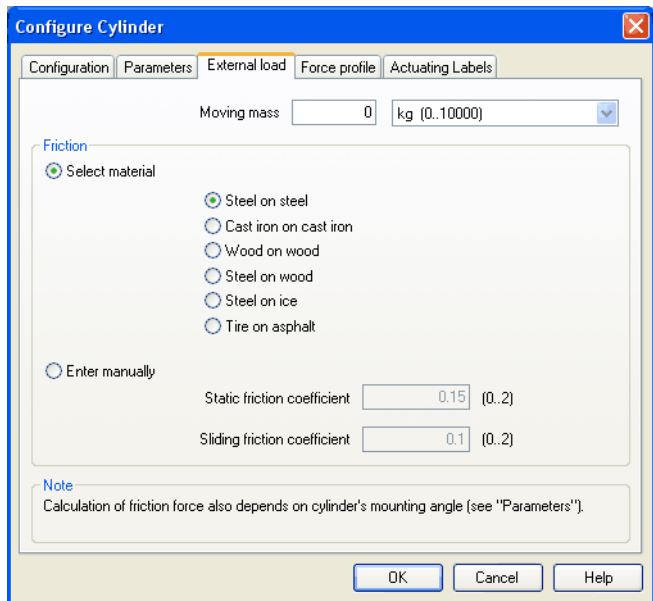 Configure Cylinder
Configuration Parameters External load Force profile Actuating Labels
Moving mass 0 kg (0..10000)
Friction
Select material
Steel on steel
Cast iron on cast iron
Wood on wood
Steel on wood
Steel on ice
Tire on asphalt
Enter manually
Static friction coefficient 0.15 (0..2)
Sliding friction coefficient 0.1 (0..2)
Note
Calculation of friction force also depends on cylinder's mounting angle (see "Parameters").
OK Cancel Help